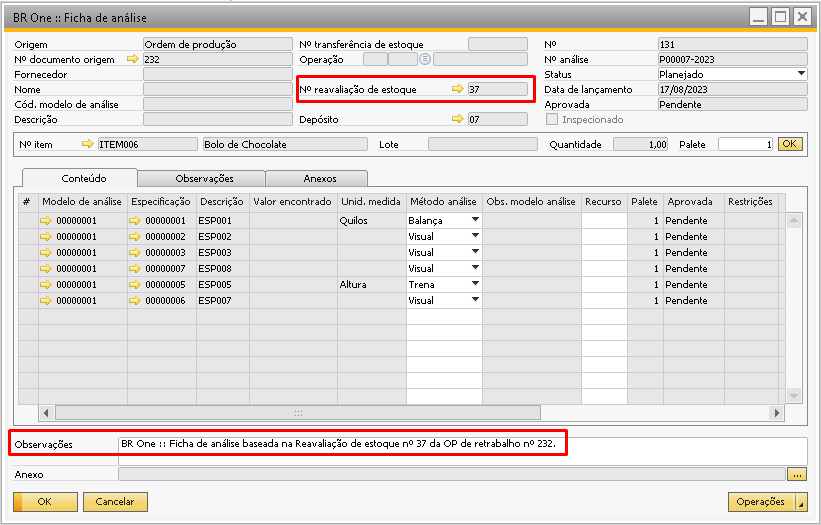 BR One :: Ficha de análise
Origem Ordem de produção Nº transferência de estoque Nº 131
Nº documento origem 232 Operação Nº análise P00007-2023
Fornecedor Status Planejado
Nome Nº reavaliação de estoque 37 Data de lançamento 17/08/2023
Cód. modelo de análise Aprovada Pendente
Descrição Depósito 07 Inspecionado
Nº item ITEM006 Bolo de Chocolate Lote Quantidade 1,00 Palete 1 OK
Conteúdo Observações Anexos
# Modelo de análise Especificação Descrição Valor encontrado Unid. medida Método análise Obs. modelo análise Recurso Palete Aprovada Restrições
00000001 00000001 ESP001 Quilos Balança 1 Pendente
00000001 00000002 ESP002 Visual 1 Pendente
00000001 00000003 ESP003 Visual 1 Pendente
00000001 00000007 ESP008 Visual 1 Pendente
00000001 00000005 ESP005 Altura Trena 1 Pendente
00000001 00000006 ESP007 Visual 1 Pendente
Observações BR One :: Ficha de análise baseada na Reavaliação de estoque nº 37 da OP de retrabalho nº 232.
Anexo ...
OK Cancelar Operações